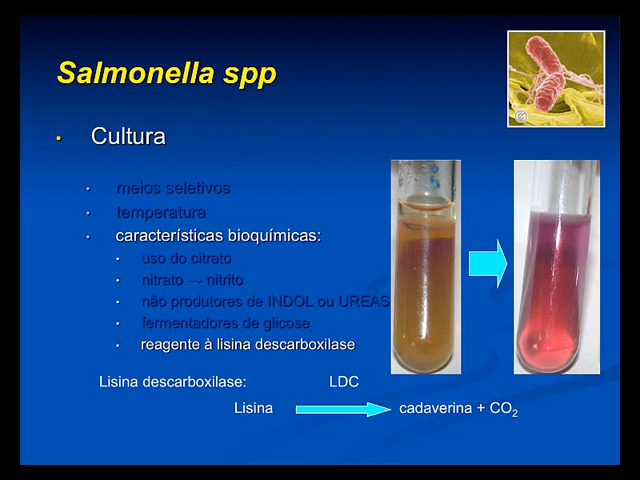 Salmonella spp
• Cultura
• meios seletivos
• temperatura
• características bioquímicas:
• uso do citrato
• nitrato → nitrito
• não produtores de INDOL ou UREAS
• fermentadores de glicose
• reagente à lisina descarboxilase
Lisina descarboxilase: LDC
Lisina cadaverina + CO₂